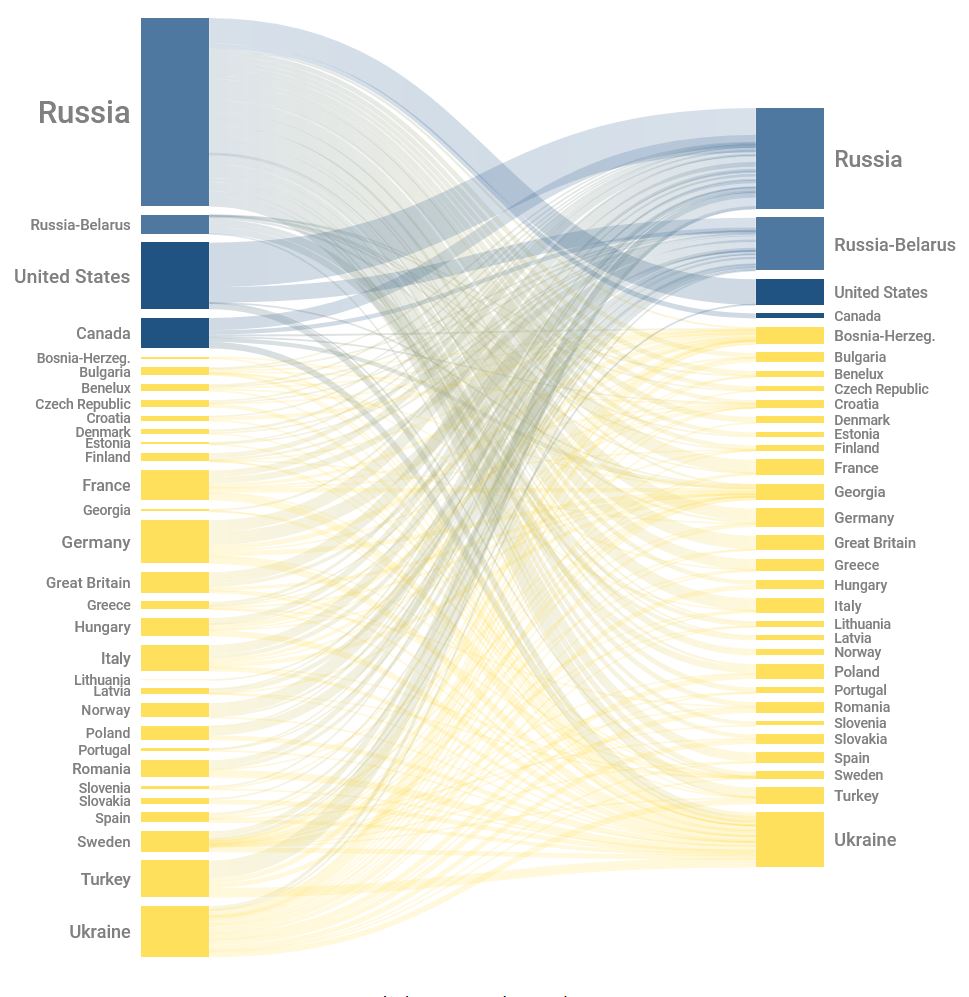 Russia
Russia-Belarus
United States
Canada
Bosnia-Herzeg.
Bulgaria
Benelux
Czech Republic
Croatia
Denmark
Estonia
Finland
France
Georgia
Germany
Great Britain
Greece
Hungary
Italy
Lithuania
Latvia
Norway
Poland
Portugal
Romania
Slovenia
Slovakia
Spain
Sweden
Turkey
Ukraine
Russia
Russia-Belarus
United States
Canada
Bosnia-Herzeg.
Bulgaria
Benelux
Czech Republic
Croatia
Denmark
Estonia
Finland
France
Georgia
Germany
Great Britain
Greece
Hungary
Italy
Lithuania
Latvia
Norway
Poland
Portugal
Romania
Slovenia
Slovakia
Spain
Sweden
Turkey
Ukraine